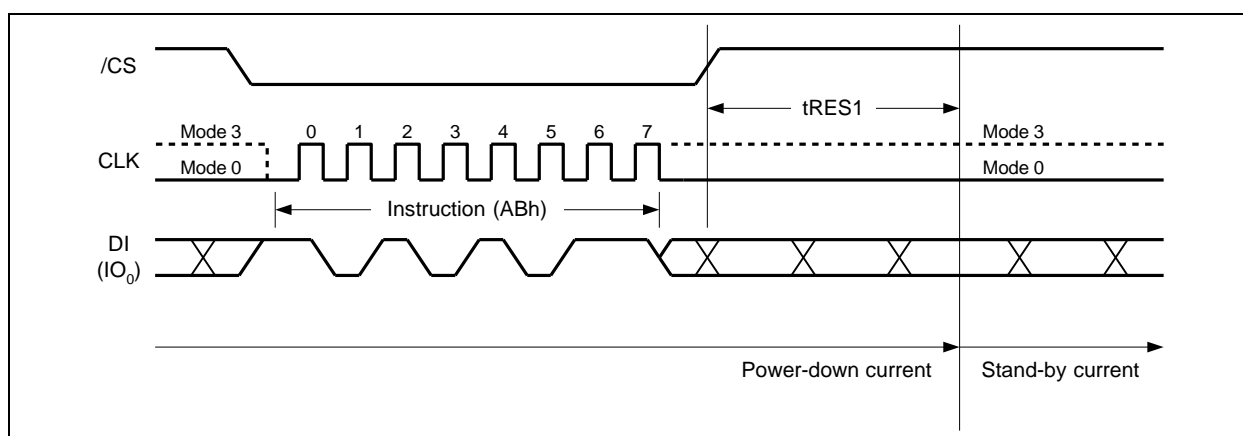 /CS
tRES1
0 1 2 3 4 5 6 7
Mode 3 Mode 3
CLK
Mode 0 Mode 0
Instruction (ABh)
DI
(IO0)
Power-down current Stand-by current